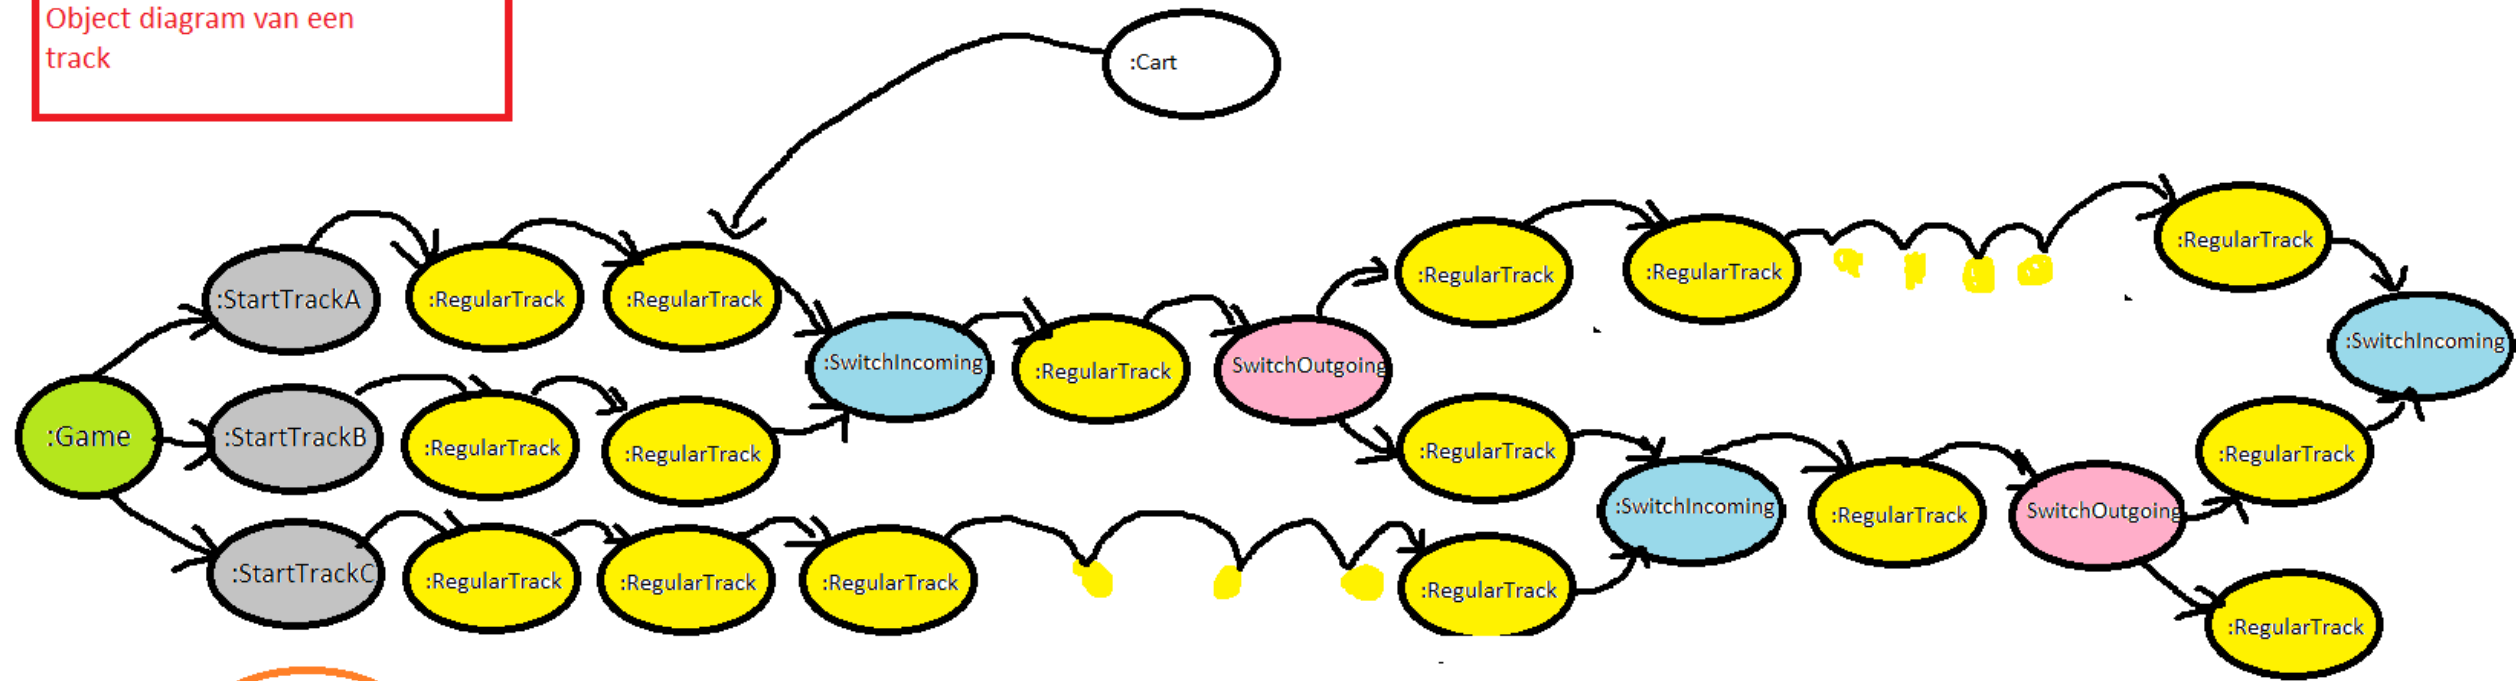 Object diagram van een
track
:Cart
:StartTrackA
:RegularTrack
:RegularTrack
:SwitchIncoming
:RegularTrack
SwitchOutgoing
:RegularTrack
:RegularTrack
:RegularTrack
:SwitchIncoming
:Game
:StartTrackB
:RegularTrack
:RegularTrack
:RegularTrack
:SwitchIncoming
:RegularTrack
SwitchOutgoing
:RegularTrack
:StartTrackC
:RegularTrack
:RegularTrack
:RegularTrack
:RegularTrack
:RegularTrack